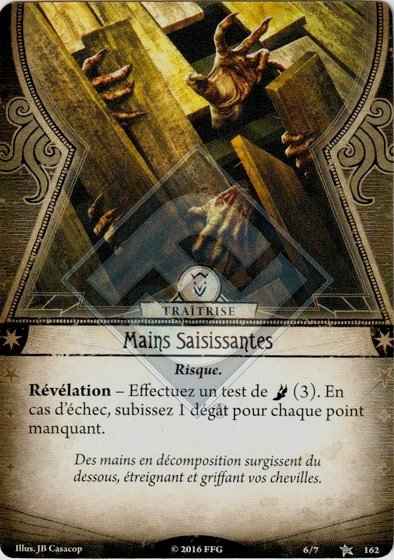 TRAÎTRISE
Mains Saisissantes
Risque.
Révélation – Effectuez un test de (3). En
cas d'échec, subissez 1 dégât pour chaque point
manquant.
Des mains en décomposition surgissent du
dessous, étreignant et griffant vos chevilles.
Illus. JB Casacop © 2016 FFG 6/7 162